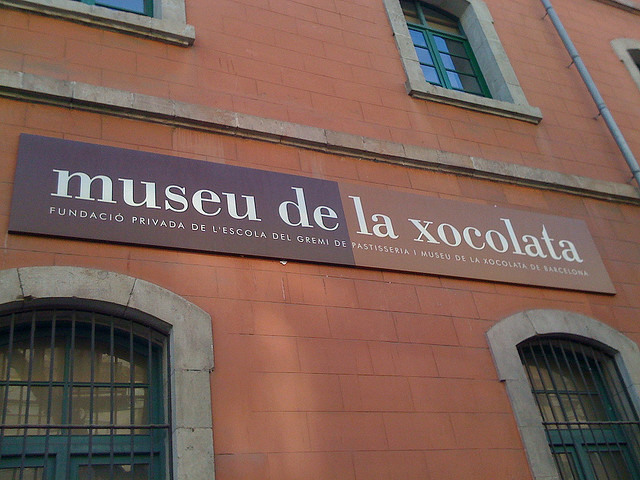 museu de la xocolata
FUNDACIÓ PRIVADA DE L'ESCOLA DEL GREMI DE PASTISSERIA I MUSEU DE LA XOCOLATA DE BARCELONA